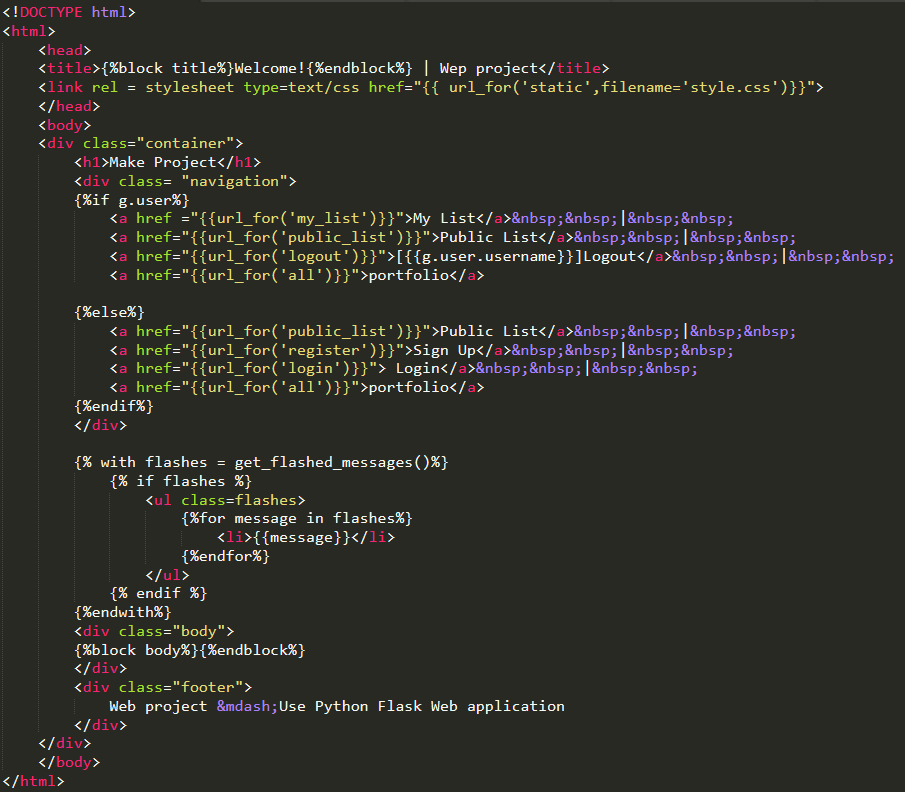 <!DOCTYPE html>
<html>
    <head>
    <title>{%block title%}Welcome!{%endblock%} | Wep project</title>
    <link rel = stylesheet type=text/css href="{{ url_for('static',filename='style.css')}}">
    </head>
    <body>
    <div class="container">
        <h1>Make Project</h1>
        <div class= "navigation">
        {%if g.user%}
            <a href ="{{url_for('my_list')}}">My List</a>&nbsp;&nbsp;|&nbsp;&nbsp;
            <a href="{{url_for('public_list')}}">Public List</a>&nbsp;&nbsp;|&nbsp;&nbsp;
            <a href="{{url_for('logout')}}">[{{g.user.username}}]Logout</a>&nbsp;&nbsp;|&nbsp;&nbsp;
            <a href="{{url_for('all')}}">portfolio</a>

        {%else%}
            <a href="{{url_for('public_list')}}">Public List</a>&nbsp;&nbsp;|&nbsp;&nbsp;
            <a href="{{url_for('register')}}">Sign Up</a>&nbsp;&nbsp;|&nbsp;&nbsp;
            <a href="{{url_for('login')}}"> Login</a>&nbsp;&nbsp;|&nbsp;&nbsp;
            <a href="{{url_for('all')}}">portfolio</a>
        {%endif%}
        </div>

        {% with flashes = get_flashed_messages()%}
            {% if flashes %}
                <ul class=flashes>
                    {%for message in flashes%}
                        <li>{{message}}</li>
                    {%endfor%}
                </ul>
            {% endif %}
        {%endwith%}
        <div class="body">
        {%block body%}{%endblock%}
        </div>
        <div class="footer">
            Web project &mdash;Use Python Flask Web application
        </div>
    </div>
    </body>
</html>